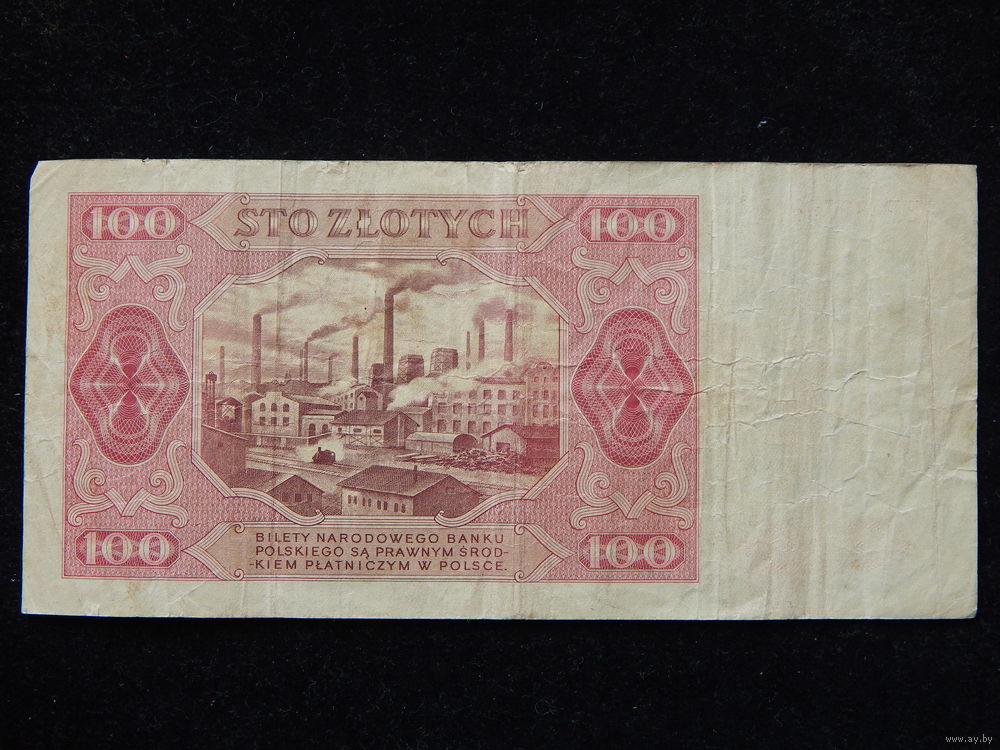 100 STO ZŁOTYCH 100
100 BILETY NARODOWEGO BANKU 100
POLSKIEGO SĄ PRAWNYM ŚROD-
-KIEM PŁATNICZYM W POLSCE.
www.ay.by